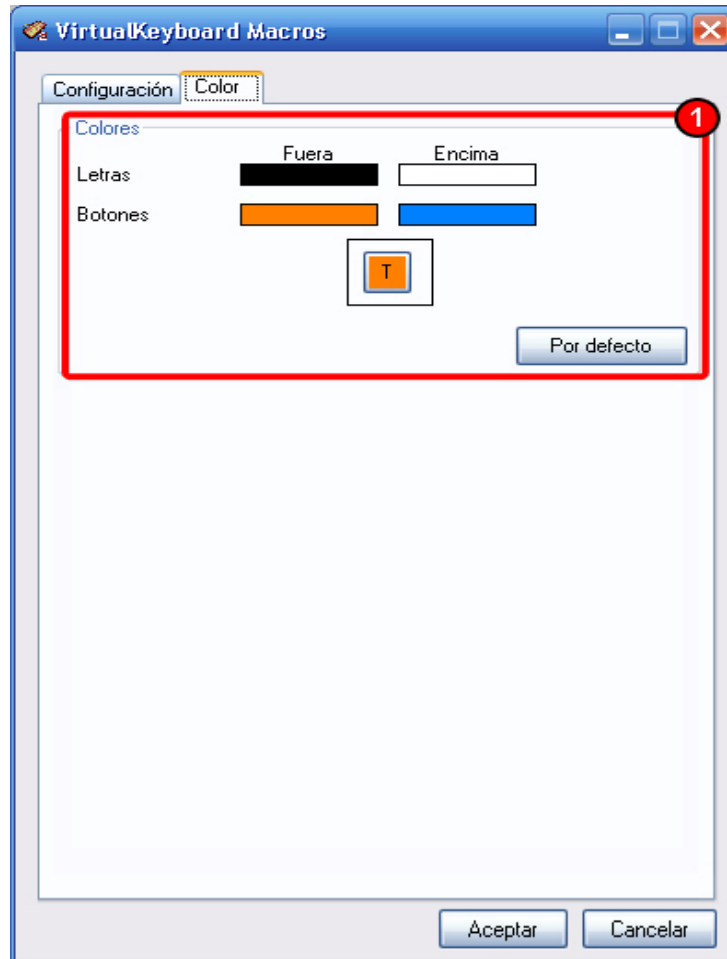 VirtualKeyboard Macros
Configuración Color
1
Colores
Fuera Encima
Letras
Botones
T
Por defecto
Aceptar Cancelar